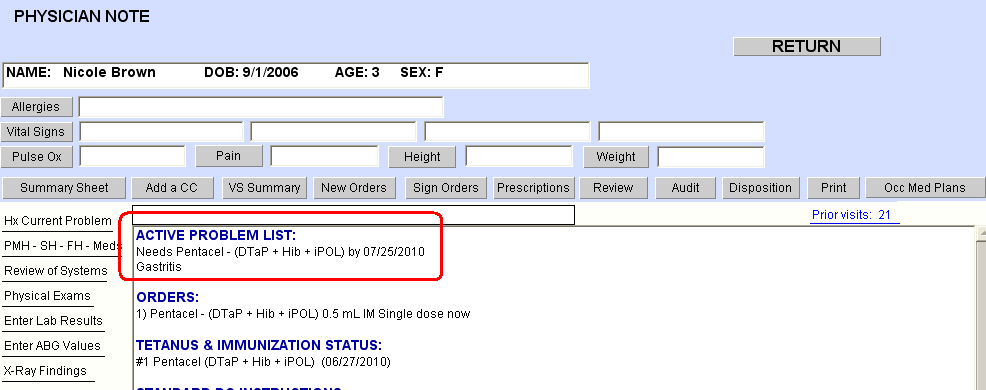 PHYSICIAN NOTE
RETURN
NAME: Nicole Brown DOB: 9/1/2006 AGE: 3 SEX: F
Allergies
Vital Signs
Pulse Ox Pain Height Weight
Summary Sheet Add a CC VS Summary New Orders Sign Orders Prescriptions Review Audit Disposition Print Occ Med Plans
Prior visits: 21
Hx Current Problem
PMH - SH - FH - Meds
Review of Systems
Physical Exams
Enter Lab Results
Enter ABG Values
X-Ray Findings
ACTIVE PROBLEM LIST:
Needs Pentacel - (DTaP + Hib + iPOL) by 07/25/2010
Gastritis
ORDERS:
1) Pentacel - (DTaP + Hib + iPOL) 0.5 mL IM Single dose now
TETANUS & IMMUNIZATION STATUS:
#1 Pentacel (DTaP + Hib + iPOL) (06/27/2010)
STANDARD DC INSTRUCTIONS: